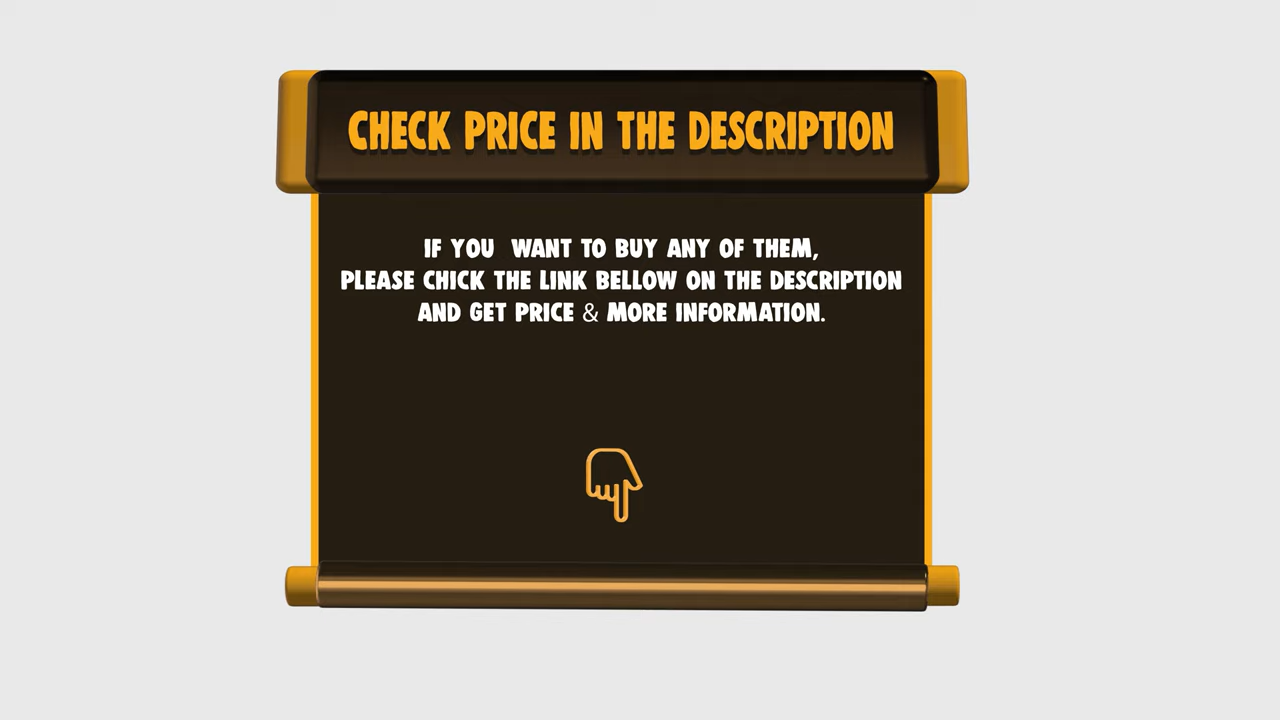 CHECK PRICE IN THE DESCRIPTION
IF YOU  WANT TO BUY ANY OF THEM,
PLEASE CHICK THE LINK BELLOW ON THE DESCRIPTION
AND GET PRICE & MORE INFORMATION.